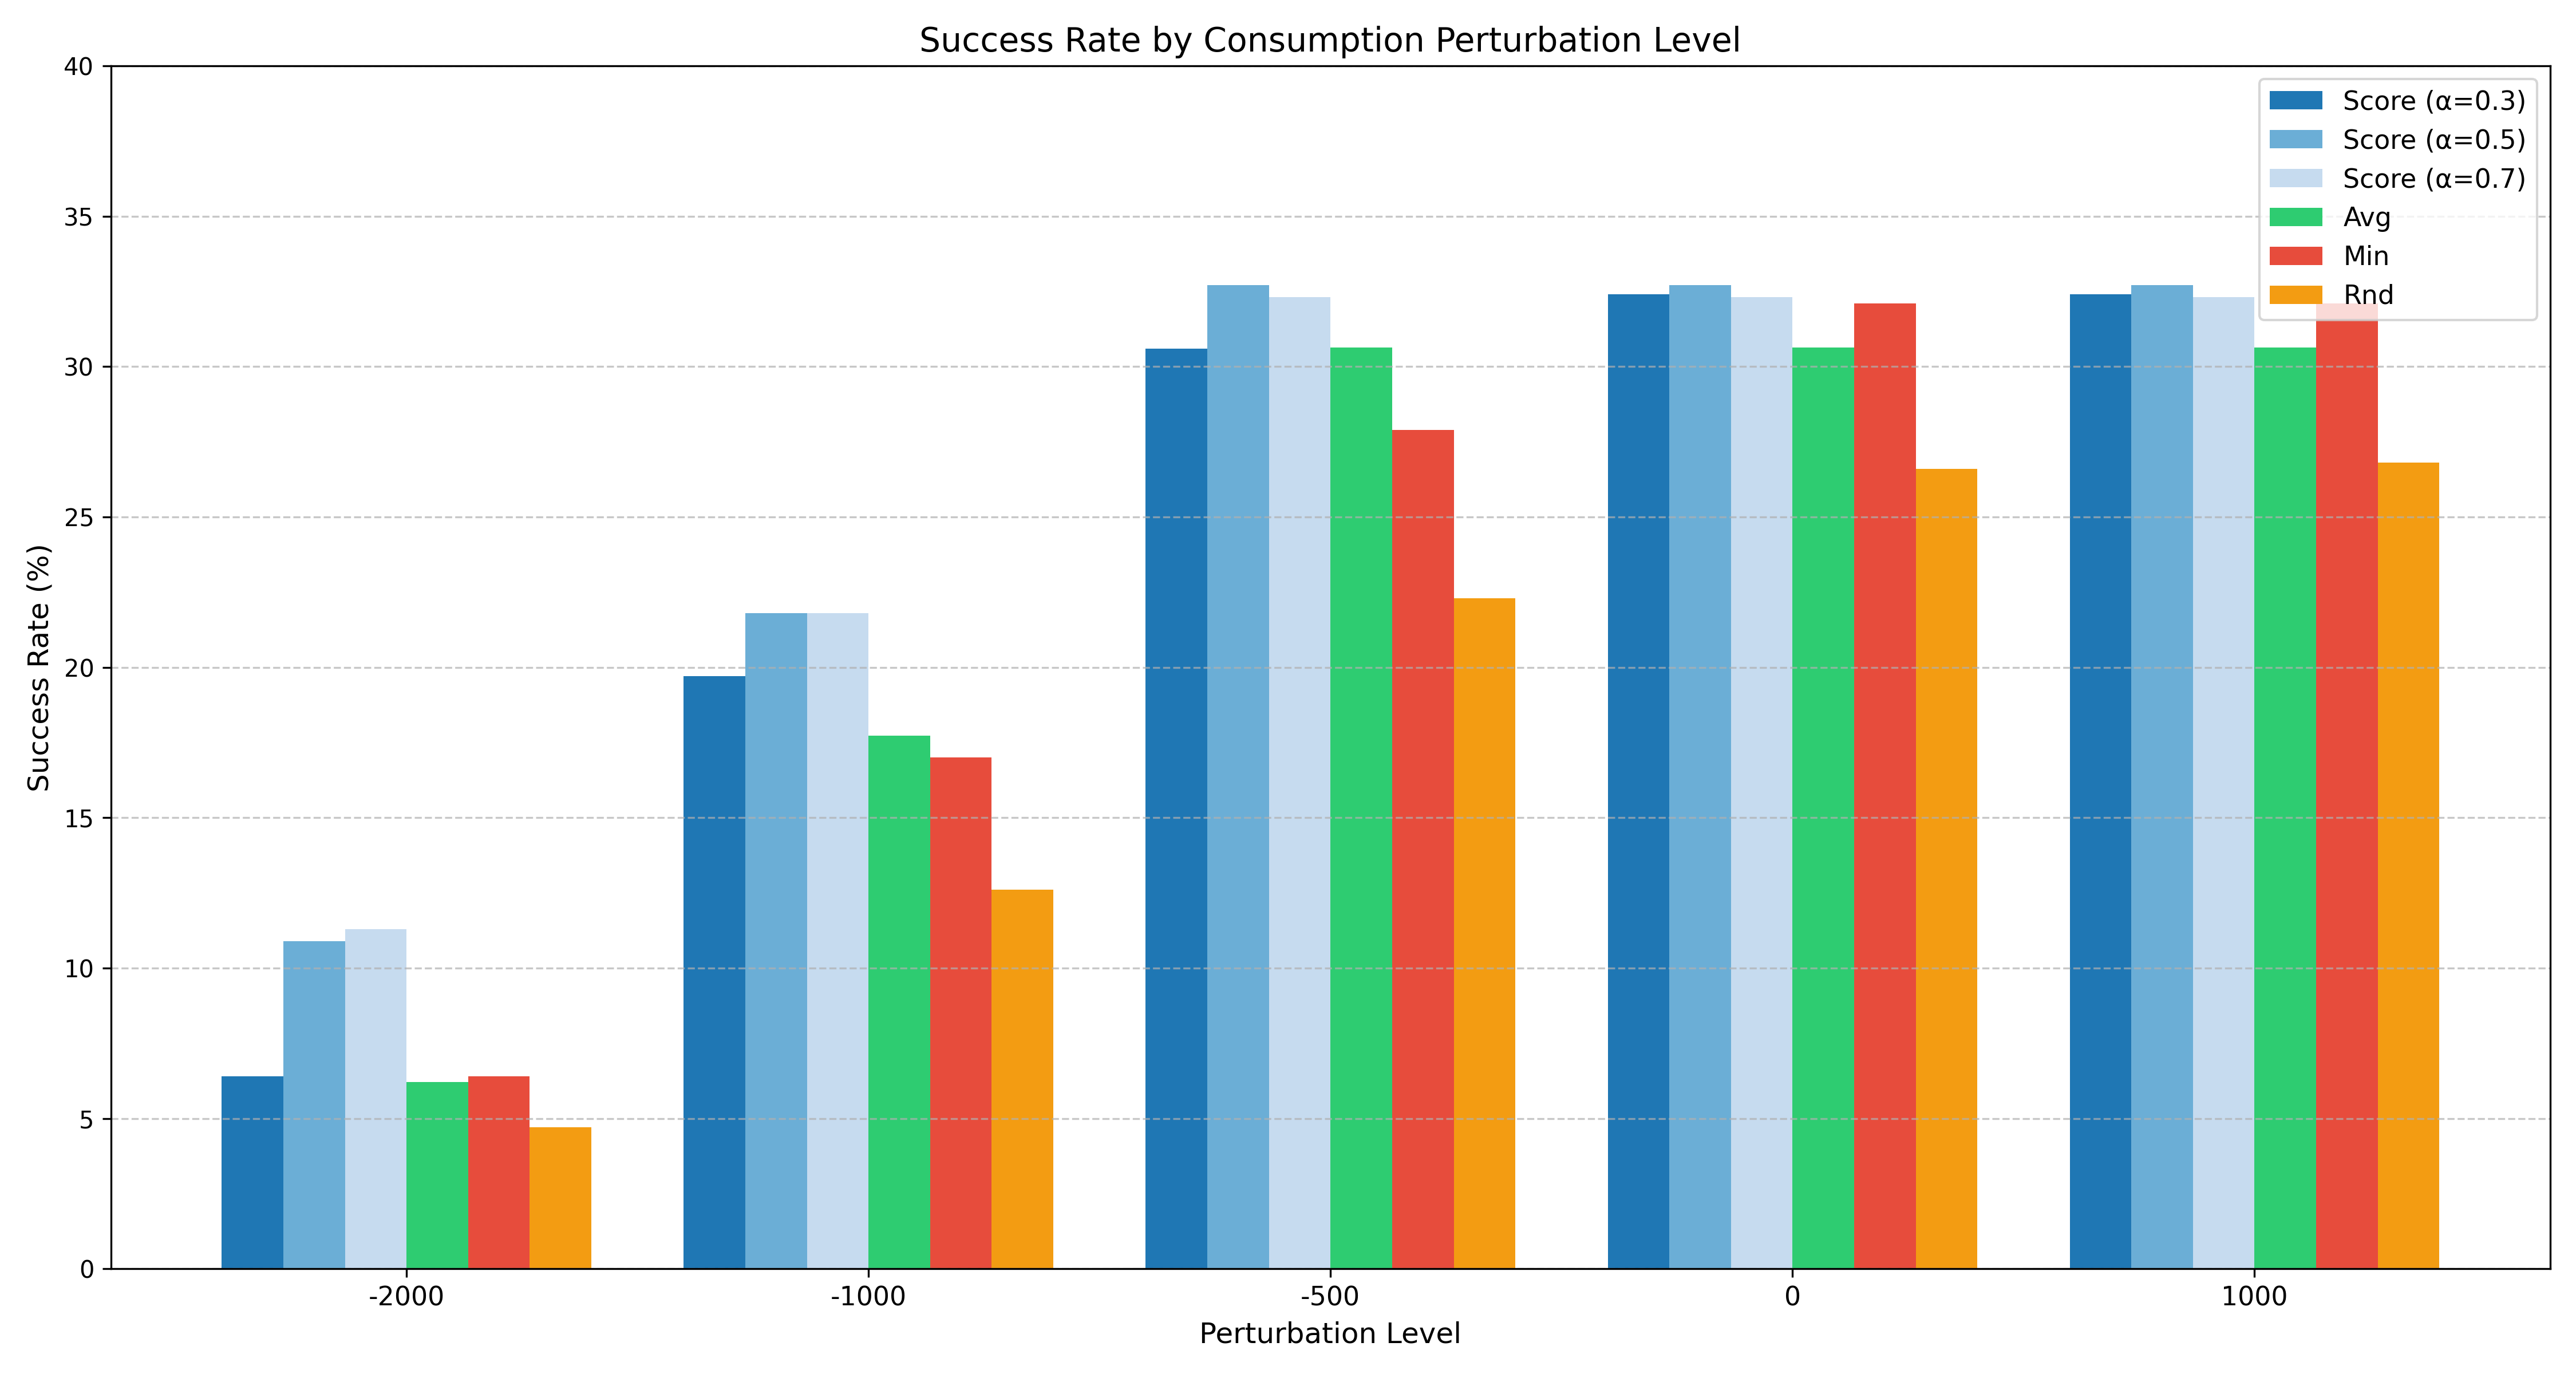 Success Rate by Consumption Perturbation Level
40
35
30
25
20
15
10
5
0
Success Rate (%)
Score (α=0.3)
Score (α=0.5)
Score (α=0.7)
Avg
Min
Rnd
-2000 -1000 -500 0 1000
Perturbation Level